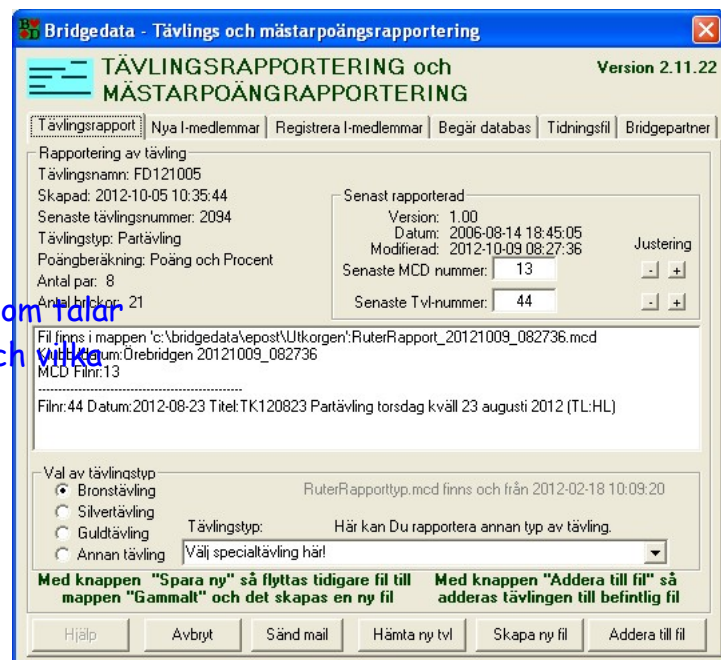 Bridgedata - Tävlings och mästarpoängsrapportering
TÄVLINGSRAPPORTERING och
MÄSTARPOÄNGRAPPORTERING
Version 2.11.22
Tävlingsrapport Nya I-medlemmar Registrera I-medlemmar Begär databas Tidningsfil Bridgepartner
Rapportering av tävling
Tävlingsnamn: FD121005
Skapad: 2012-10-05 10:35:44
Senaste tävlingsnummer: 2094
Tävlingstyp: Partävling
Poängberäkning: Poäng och Procent
Antal par: 8
Antal brickor: 21
Senast rapporterad
Version: 1.00
Datum: 2006-08-14 18:45:05
Modifierad: 2012-10-09 08:27:36
Justering
Senaste MCD nummer: 13 - +
Senaste Tvl-nummer: 44 - +
om talar
ch vilka
Fil finns i mappen 'c:\bridgedata\epost\Utkorgen':RuterRapport_20121009_082736.mcd
Klubb/datum:Örebridgen 20121009_082736
MCD Filnr:13
--------------------------------------------------
Filnr:44 Datum:2012-08-23 Titel:TK120823 Partävling torsdag kväll 23 augusti 2012 (TL:HL)
Val av tävlingstyp
Bronstävling
Silvertävling
Guldtävling
Annan tävling
RuterRapporttyp.mcd finns och från 2012-02-18 10:09:20
Tävlingstyp: Här kan Du rapportera annan typ av tävling.
Välj specialtävling här!
Med knappen "Spara ny" så flyttas tidigare fil till
mappen "Gammalt" och det skapas en ny fil
Med knappen "Addera till fil" så
adderas tävlingen till befintlig fil
Hjälp Avbryt Sänd mail Hämta ny tvl Skapa ny fil Addera till fil